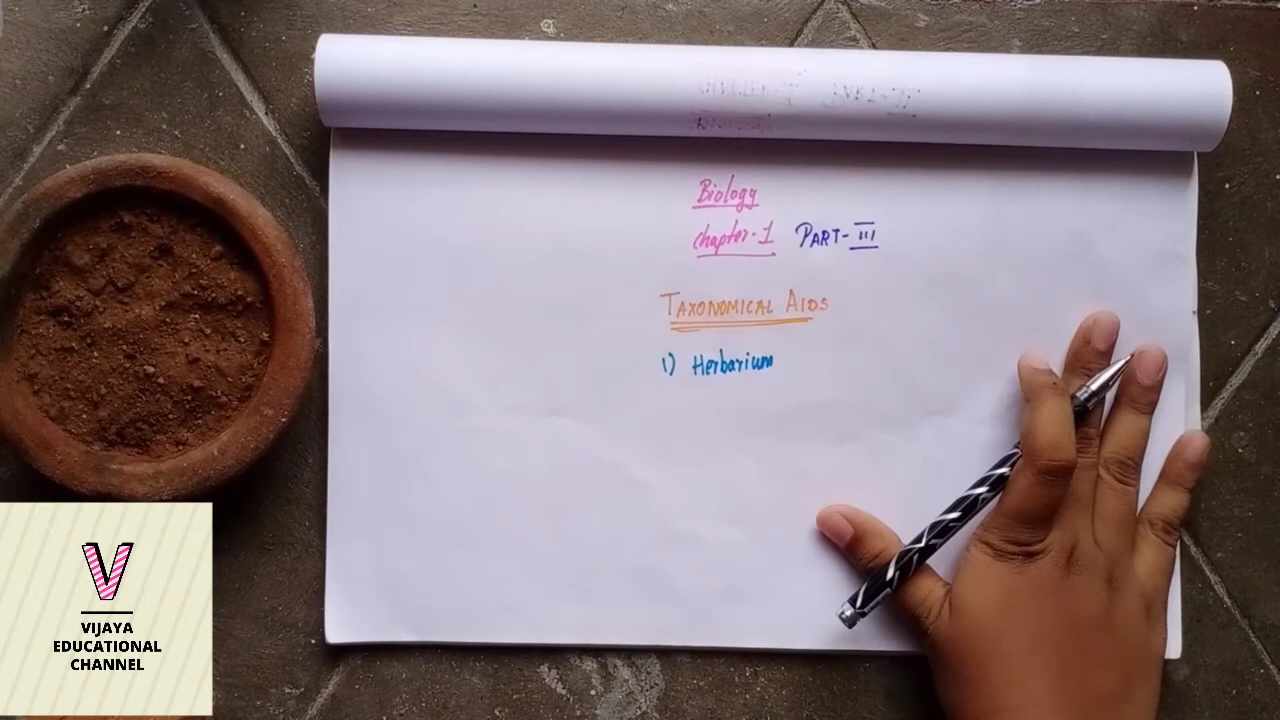 Biology
Chapter-1 PART-III
TAXONOMICAL AIDS
1) Herbarium
V
VIJAYA
EDUCATIONAL
CHANNEL